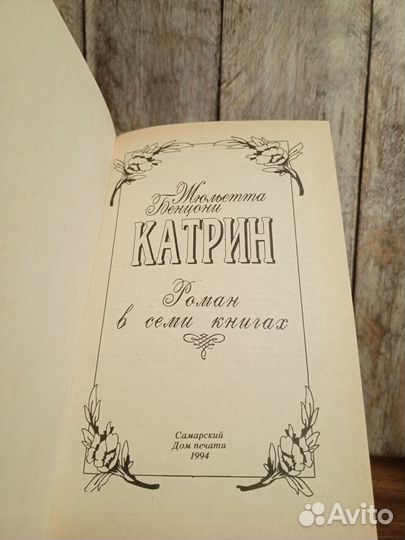 Жюльетта
Бенцони
КАТРИН
Роман
в семи книгах
Самарский
Дом печати
1994
Avito